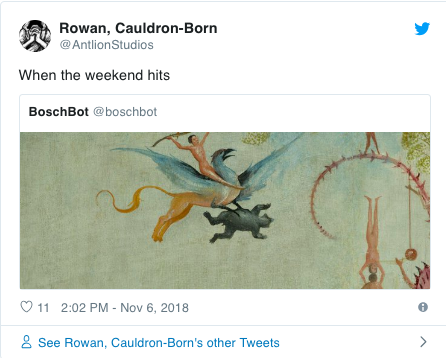 Rowan, Cauldron-Born
@AntlionStudios
When the weekend hits
BoschBot @boschbot
11 2:02 PM - Nov 6, 2018
See Rowan, Cauldron-Born's other Tweets